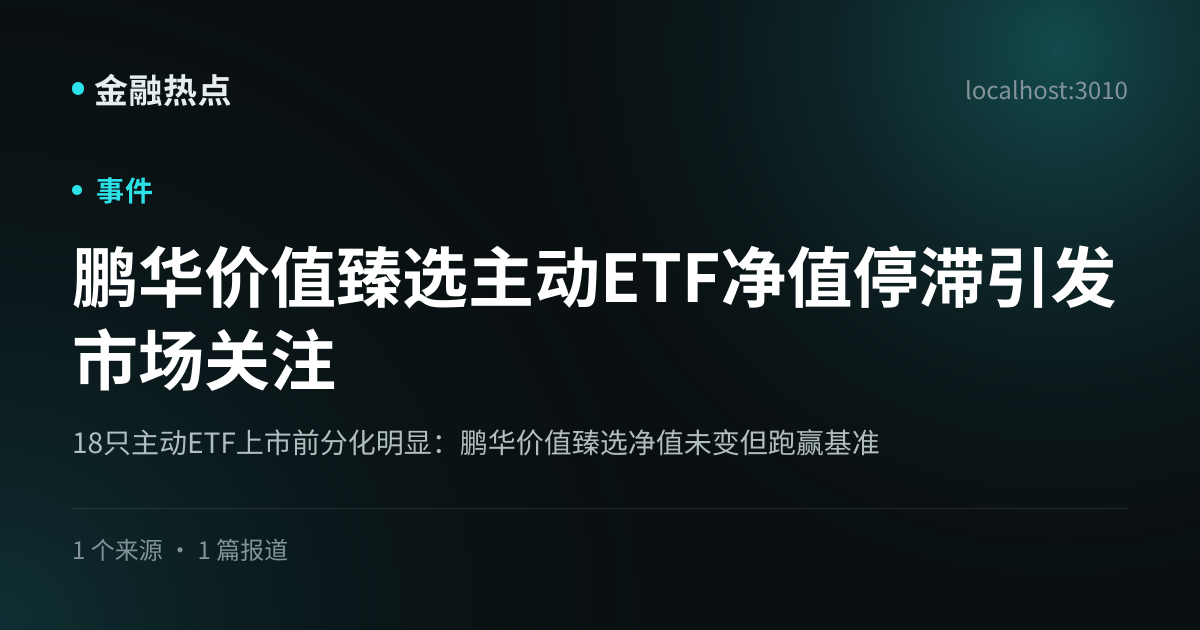 金融热点
localhost:3010
事件
鹏华价值臻选主动ETF净值停滞引发
市场关注
18只主动ETF上市前分化明显：鹏华价值臻选净值未变但跑赢基准
1 个来源 · 1 篇报道